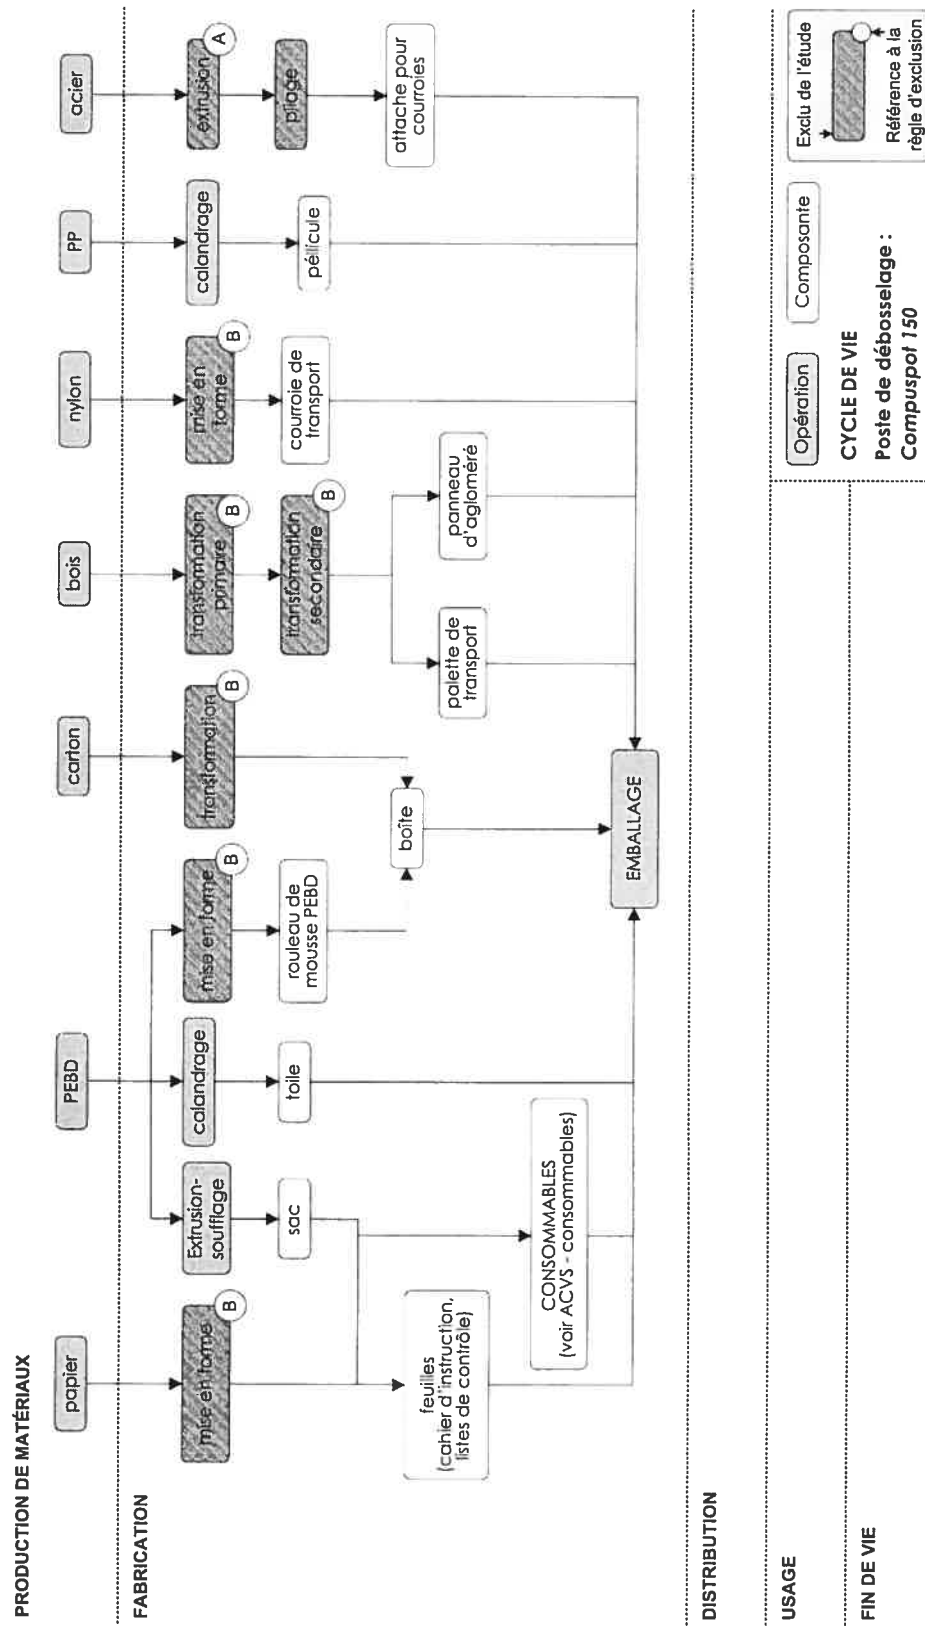 PRODUCTION DE MATÉRIAUX
papier
PEBD
carton
bois
nylon
PP
acier
FABRICATION
mise en forme
B
Extrusion-
soufflage
calandrage
mise en forme
B
transformation
B
transformation
primaire
B
mise en
forme
B
calandrage
extrusion
A
sac
toile
rouleau de
mousse PEBD
transformation
secondaire
B
courroie de
transport
péllicule
pliage
feuilles
(cahier d'instruction,
listes de contrôle)
boîte
palette de
transport
panneau
d'agloméré
attache pour
courroies
CONSOMMABLES
(voir ACVS - consommables)
EMBALLAGE
DISTRIBUTION
USAGE
FIN DE VIE
Opération
Composante
Exclu de l'étude
Référence à la
règle d'exclusion
CYCLE DE VIE
Poste de débosselage :
Compuspot 150